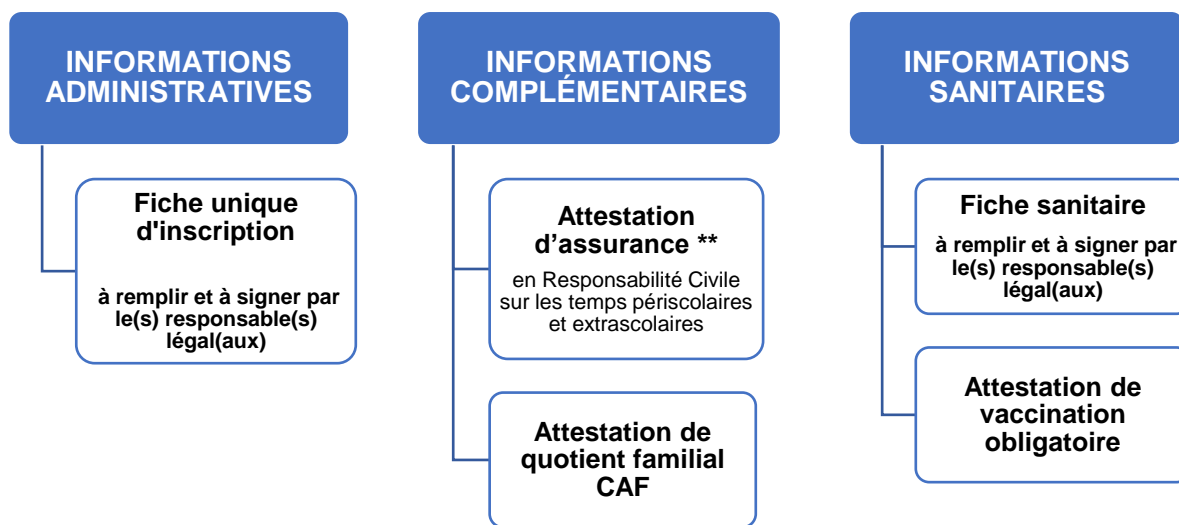 INFORMATIONS
ADMINISTRATIVES
Fiche unique
d'inscription
à remplir et à signer par
le(s) responsable(s)
légal(aux)
INFORMATIONS
COMPLÉMENTAIRES
Attestation
d’assurance **
en Responsabilité Civile
sur les temps périscolaires
et extrascolaires
Attestation de
quotient familial
CAF
INFORMATIONS
SANITAIRES
Fiche sanitaire
à remplir et à signer par
le(s) responsable(s)
légal(aux)
Attestation de
vaccination
obligatoire